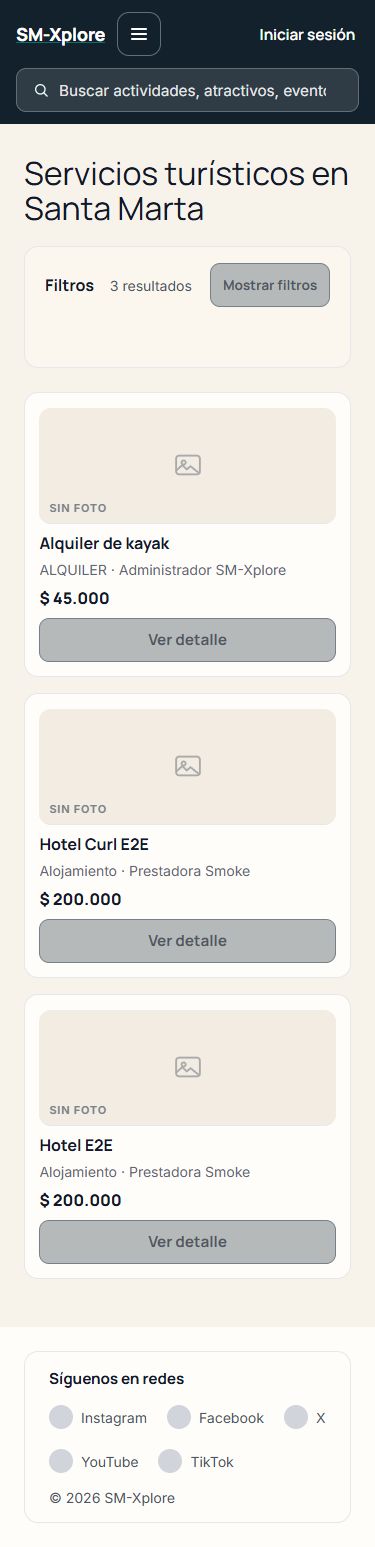 SM-Xplore
Iniciar sesión
Buscar actividades, atractivos, evento
Servicios turísticos en
Santa Marta
Filtros 3 resultados Mostrar filtros
SIN FOTO
Alquiler de kayak
ALQUILER · Administrador SM-Xplore
$ 45.000
Ver detalle
SIN FOTO
Hotel Curl E2E
Alojamiento · Prestadora Smoke
$ 200.000
Ver detalle
SIN FOTO
Hotel E2E
Alojamiento · Prestadora Smoke
$ 200.000
Ver detalle
Síguenos en redes
Instagram Facebook X
YouTube TikTok
© 2026 SM-Xplore